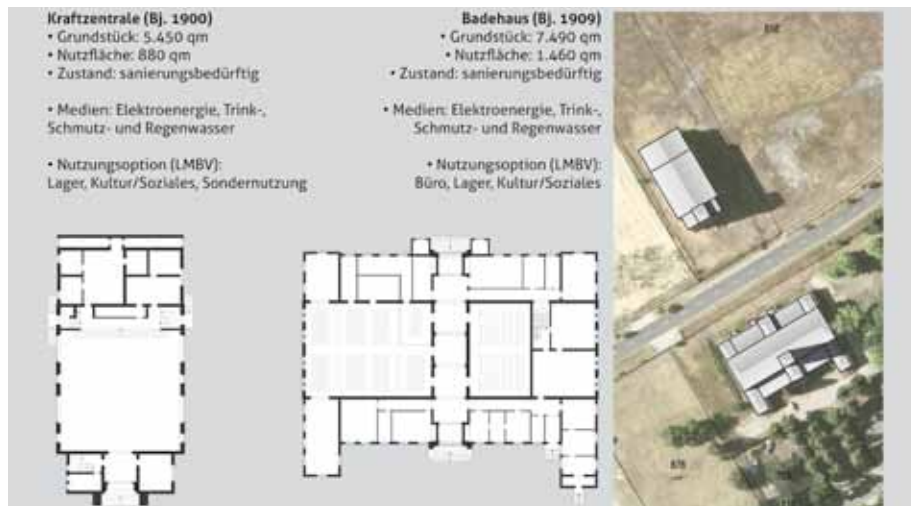 Kraftzentrale (Bj. 1900)
• Grundstück: 5.450 qm
• Nutzfläche: 880 qm
• Zustand: sanierungsbedürftig
• Medien: Elektroenergie, Trink-,
Schmutz- und Regenwasser
• Nutzungsoption (LMBV):
Lager, Kultur/Soziales, Sondernutzung
Badehaus (Bj. 1909)
• Grundstück: 7.490 qm
• Nutzfläche: 1.460 qm
• Zustand: sanierungsbedürftig
• Medien: Elektroenergie, Trink-,
Schmutz- und Regenwasser
• Nutzungsoption (LMBV):
Büro, Lager, Kultur/Soziales